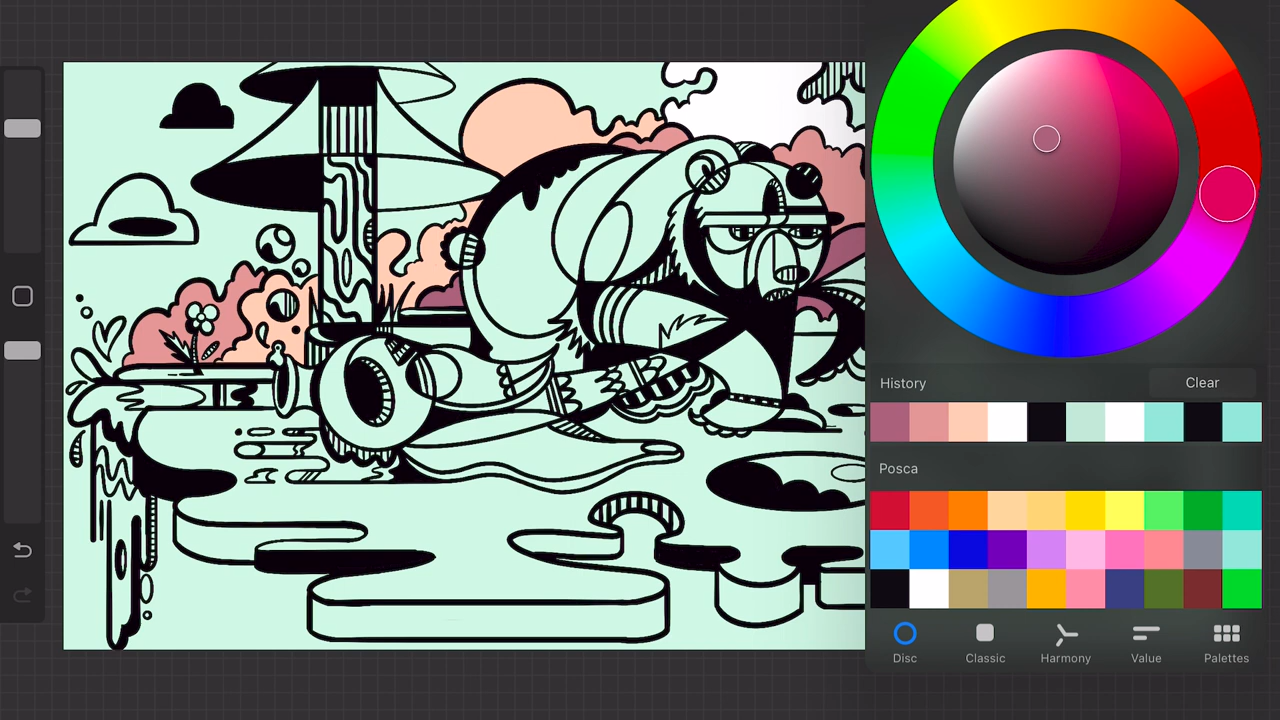 History
Clear
Posca
Disc
Classic
Harmony
Value
Palettes